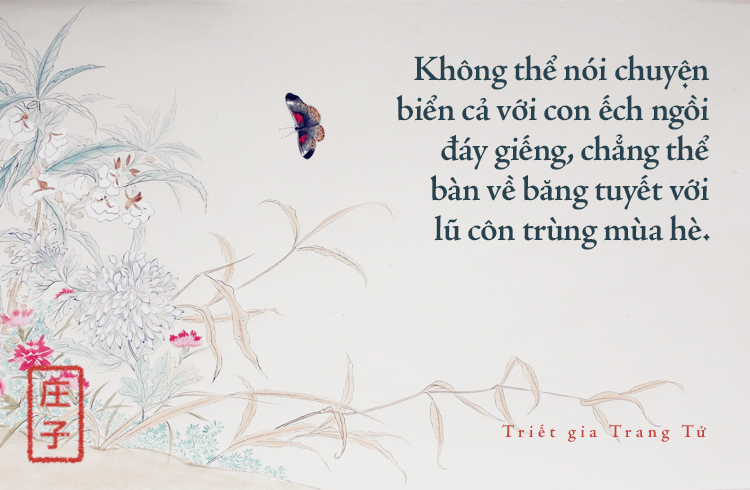 Không thể nói chuyện
biển cả với con ếch ngồi
đáy giếng, chẳng thể
bàn về băng tuyết với
lũ côn trùng mùa hè.
庄
子
Triết gia Trang Tử